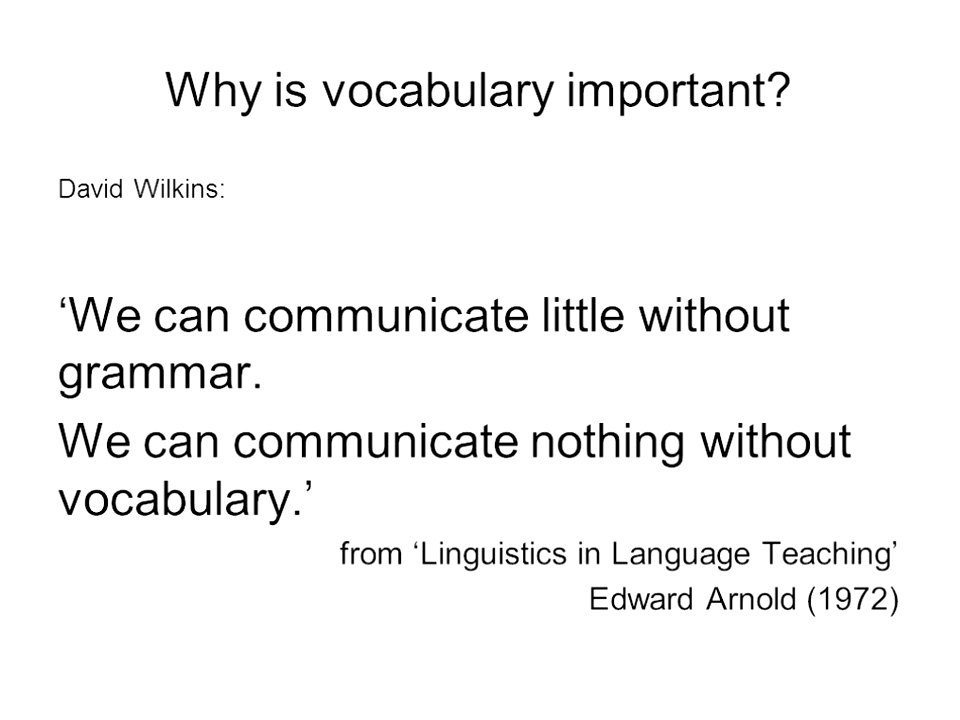 Why is vocabulary important?
David Wilkins:
‘We can communicate little without
grammar.
We can communicate nothing without
vocabulary.’
from ‘Linguistics in Language Teaching’
Edward Arnold (1972)